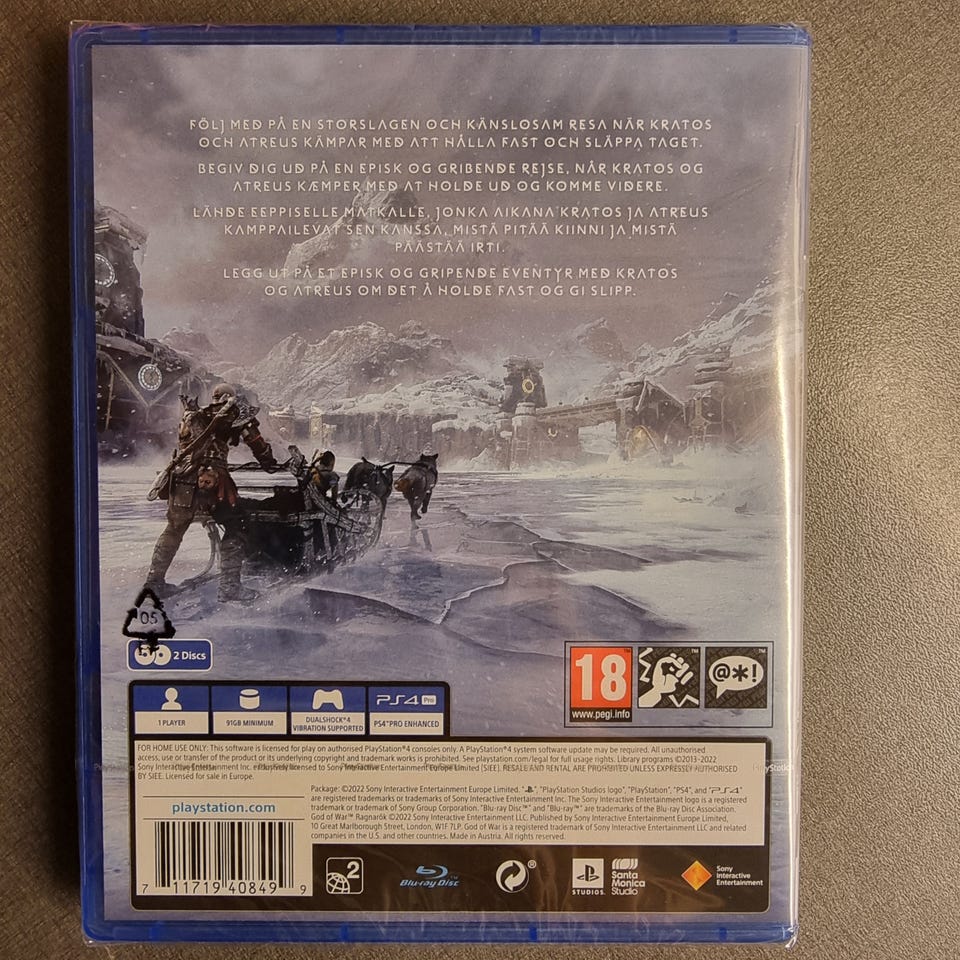 FÖLJ MED PÅ EN STORSLAGEN OCH KÄNSLOSAM RESA NÄR KRATOS
OCH ATREUS KÄMPAR MED ATT HÅLLA FAST OCH SLÄPPA TAGET.
BEGIV DIG UD PÅ EN EPISK OG GRIBENDE REJSE, NÅR KRATOS OG
ATREUS KÆMPER MED AT HOLDE UD OG KOMME VIDERE.
LÄHDE EEPPISELLE MATKALLE, JONKA AIKANA KRATOS JA ATREUS
KAMPPAILEVAT SEN KANSSA, MISTÄ PITÄÄ KIINNI JA MISTÄ
PÄÄSTÄÄ IRTI.
LEGG UT PÅ ET EPISK OG GRIPENDE EVENTYR MED KRATOS
OG ATREUS OM DET Å HOLDE FAST OG GI SLIPP.
05
2 Discs
18
www.pegi.info
@*!
PS4 Pro
1 PLAYER
91GB MINIMUM
DUALSHOCK®4
VIBRATION SUPPORTED
PS4™PRO ENHANCED
FOR HOME USE ONLY: This software is licensed for play on authorised PlayStation®4 consoles only. A PlayStation®4 system software update may be required. All unauthorised
access, use or transfer of the product or its underlying copyright and trademark works is prohibited. See playstation.com/legal for full usage rights. Library programs ©2013-2022
Sony Interactive Entertainment Inc. exclusively licensed to Sony Interactive Entertainment Europe Limited (SIEE). RESALE AND RENTAL ARE PROHIBITED UNLESS EXPRESSLY AUTHORISED
BY SIEE. Licensed for sale in Europe.
Package: ©2022 Sony Interactive Entertainment Europe Limited. "PS", "PlayStation Studios logo", "PlayStation", "PS4", and "PS4"
are registered trademarks or trademarks of Sony Interactive Entertainment Inc. The Sony Interactive Entertainment logo is a registered
trademark or trademark of Sony Group Corporation. "Blu-ray Disc™" and "Blu-ray™" are trademarks of the Blu-ray Disc Association.
God of War™ Ragnarök ©2022 Sony Interactive Entertainment LLC. Published by Sony Interactive Entertainment Europe Limited,
10 Great Marlborough Street, London, W1F 7LP. God of War is a registered trademark of Sony Interactive Entertainment LLC and related
companies in the U.S. and other countries. Made in Austria. All rights reserved.
playstation.com
7 11719 40849 9
2
Blu-ray Disc
PS
STUDIOS
Santa
Monica
Studio
Sony
Interactive
Entertainment